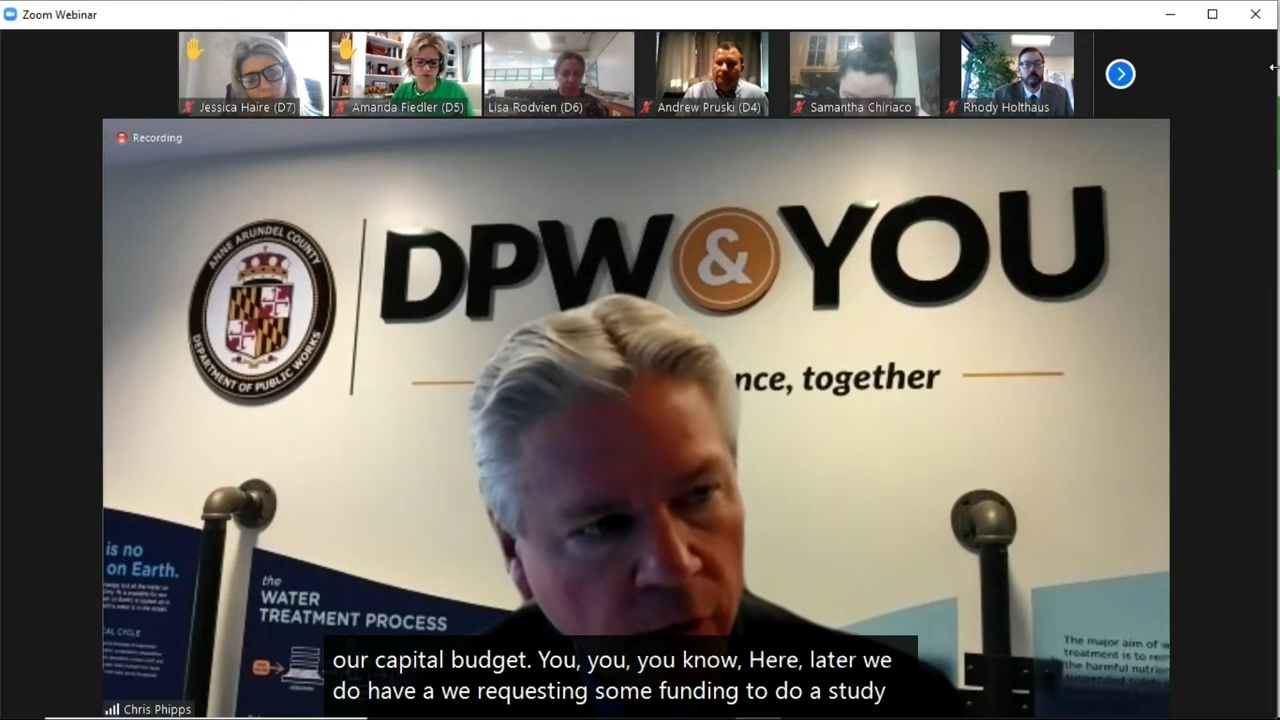 Zoom Webinar
Jessica Haire (D7)
Amanda Fiedler (D5)
Lisa Rodvien (D6)
Andrew Pruski (D4)
Samantha Chiriaco
Rhody Holthaus
Recording
DPW & YOU
nce, together
ANNE ARUNDEL COUNTY
DEPARTMENT OF PUBLIC WORKS
is no
on Earth.
the
WATER
TREATMENT PROCESS
The major aim of
treatment is to
the harmful
our capital budget. You, you, you know, Here, later we
do have a we requesting some funding to do a study
Chris Phipps